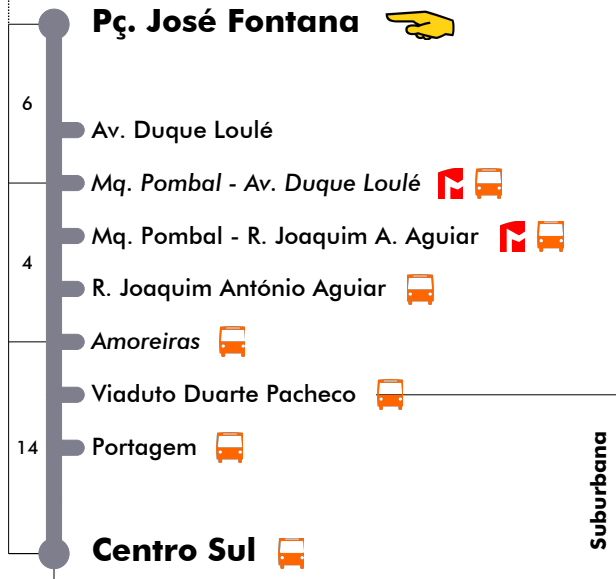 Pç. José Fontana
6
Av. Duque Loulé
Mq. Pombal - Av. Duque Loulé
Mq. Pombal - R. Joaquim A. Aguiar
4
R. Joaquim António Aguiar
Amoreiras
Viaduto Duarte Pacheco
14
Portagem
Suburbana
Centro Sul